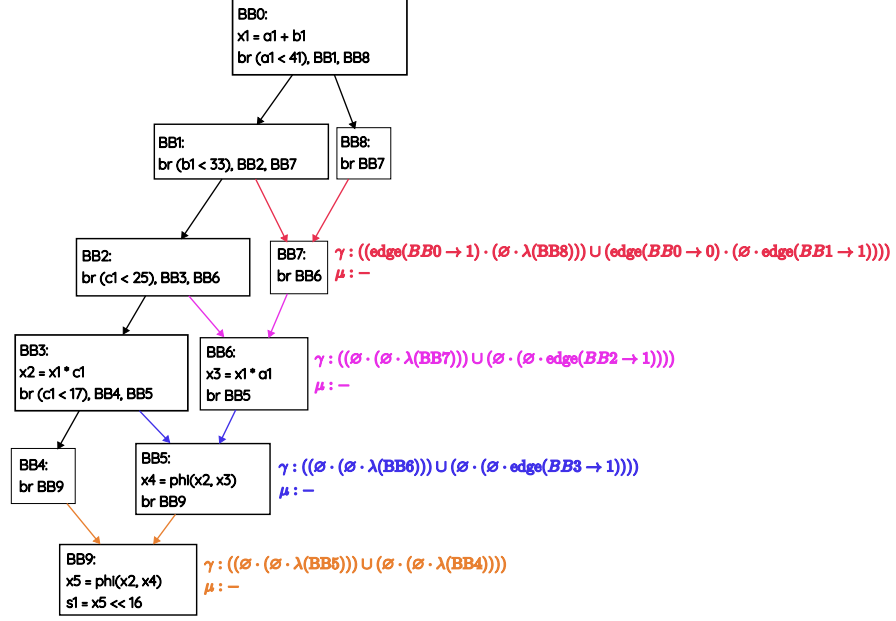 BB0:
x1 = a1 + b1
br (a1 < 41), BB1, BB8
BB1:
br (b1 < 33), BB2, BB7
BB8:
br BB7
BB2:
br (c1 < 25), BB3, BB6
BB7:
br BB6
γ : ((edge(BB0 → 1) · (∅ · λ(BB8))) ∪ (edge(BB0 → 0) · (∅ · edge(BB1 → 1))))
μ : −
BB3:
x2 = x1 * c1
br (c1 < 17), BB4, BB5
BB6:
x3 = x1 * a1
br BB5
γ : ((∅ · (∅ · λ(BB7))) ∪ (∅ · (∅ · edge(BB2 → 1))))
μ : −
BB4:
br BB9
BB5:
x4 = phi(x2, x3)
br BB9
γ : ((∅ · (∅ · λ(BB6))) ∪ (∅ · (∅ · edge(BB3 → 1))))
μ : −
BB9:
x5 = phi(x2, x4)
s1 = x5 << 16
γ : ((∅ · (∅ · λ(BB5))) ∪ (∅ · (∅ · λ(BB4))))
μ : −